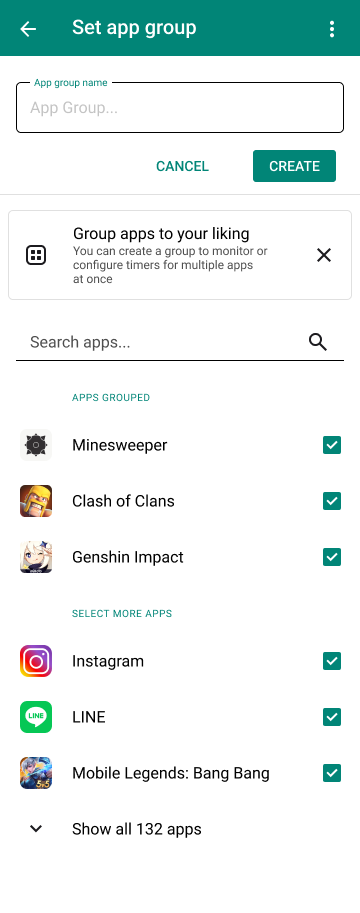 Set app group
App group name
App Group...
CANCEL
CREATE
Group apps to your liking
You can create a group to monitor or
configure timers for multiple apps
at once
Search apps...
APPS GROUPED
Minesweeper
Clash of Clans
Genshin Impact
SELECT MORE APPS
Instagram
LINE
LINE
5v5
Mobile Legends: Bang Bang
Show all 132 apps